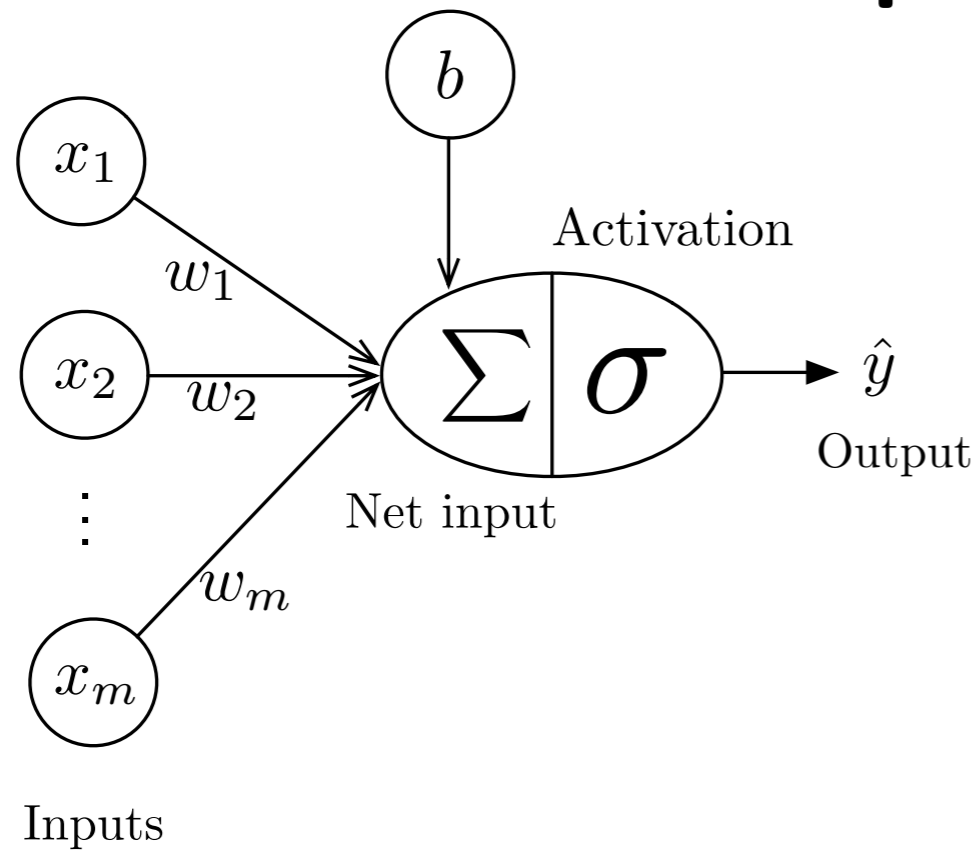 b
x₁
Activation
w₁
x₂
w₂
∑ σ
ŷ
Output
Net input
⋮
wₘ
xₘ
Inputs